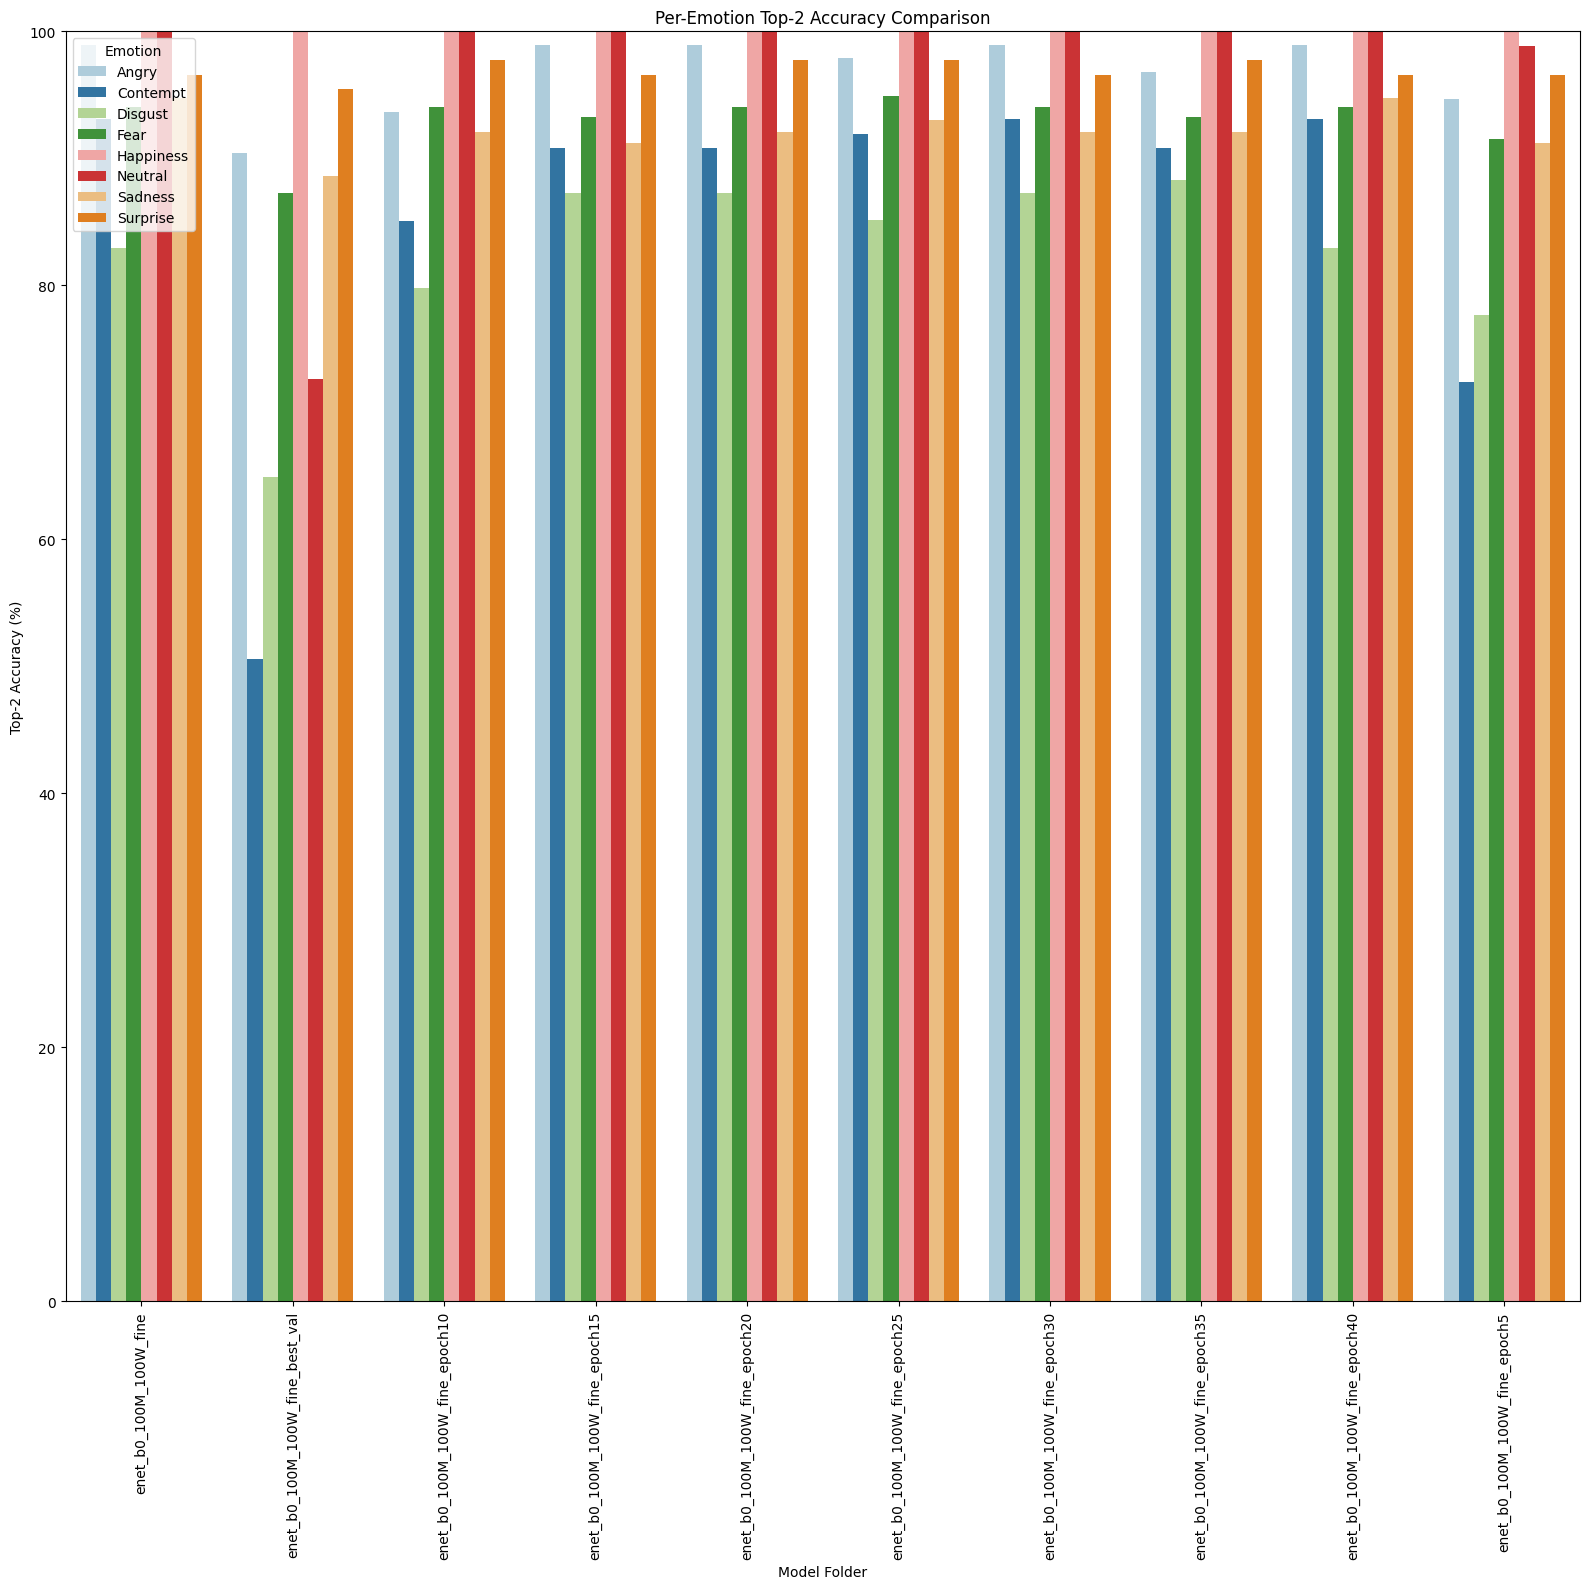 Per-Emotion Top-2 Accuracy Comparison
Emotion
Angry
Contempt
Disgust
Fear
Happiness
Neutral
Sadness
Surprise
100
80
60
40
20
0
Top-2 Accuracy (%)
enet_b0_100M_100W_fine
enet_b0_100M_100W_fine_best_val
enet_b0_100M_100W_fine_epoch10
enet_b0_100M_100W_fine_epoch15
enet_b0_100M_100W_fine_epoch20
enet_b0_100M_100W_fine_epoch25
enet_b0_100M_100W_fine_epoch30
enet_b0_100M_100W_fine_epoch35
enet_b0_100M_100W_fine_epoch40
enet_b0_100M_100W_fine_epoch5
Model Folder